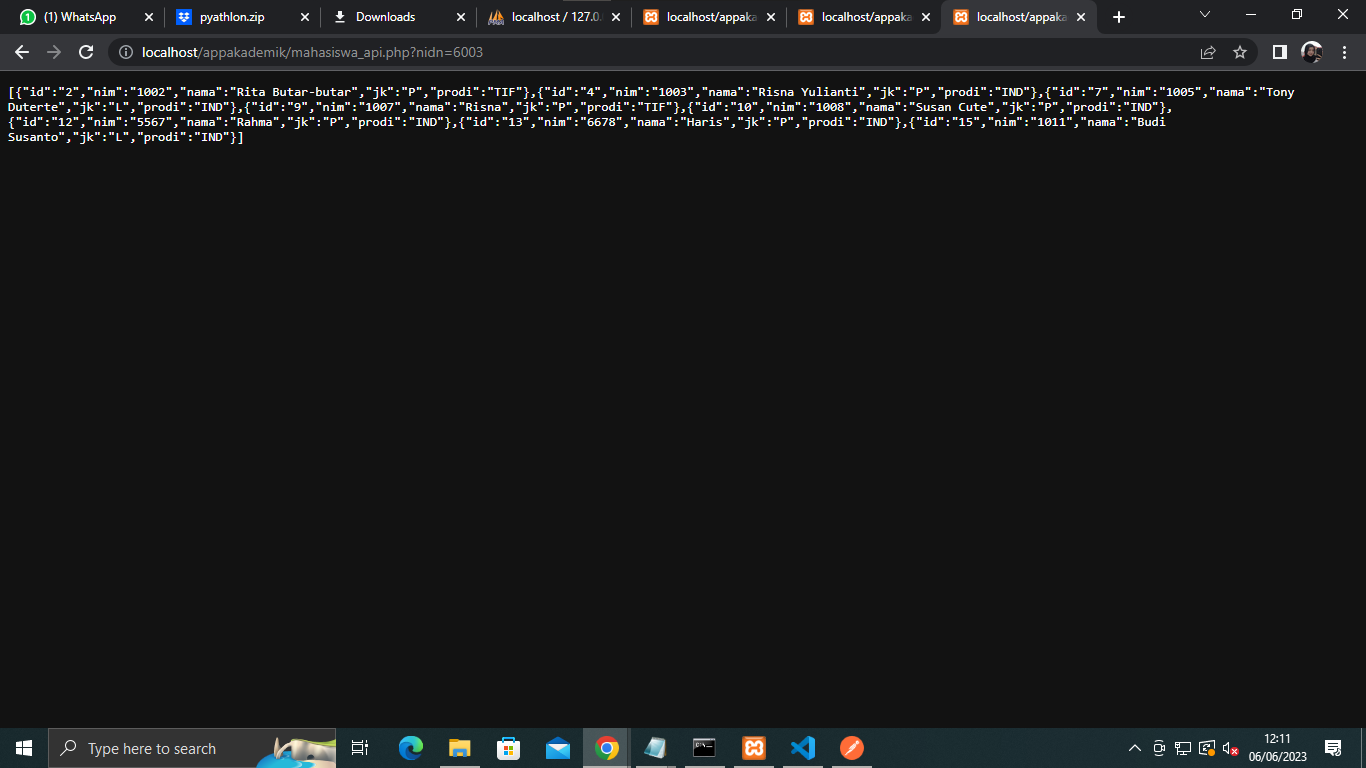 (1) WhatsApp
pyathlon.zip
Downloads
localhost / 127.0.
localhost/appaka
localhost/appaka
localhost/appaka
localhost/appakademik/mahasiswa_api.php?nidn=6003
[{"id":"2","nim":"1002","nama":"Rita Butar-butar","jk":"P","prodi":"TIF"},{"id":"4","nim":"1003","nama":"Risna Yulianti","jk":"P","prodi":"IND"},{"id":"7","nim":"1005","nama":"Tony
Duterte","jk":"L","prodi":"IND"},{"id":"9","nim":"1007","nama":"Risna","jk":"P","prodi":"TIF"},{"id":"10","nim":"1008","nama":"Susan Cute","jk":"P","prodi":"IND"},
{"id":"12","nim":"5567","nama":"Rahma","jk":"P","prodi":"IND"},{"id":"13","nim":"6678","nama":"Haris","jk":"P","prodi":"IND"},{"id":"15","nim":"1011","nama":"Budi
Susanto","jk":"L","prodi":"IND"}]
Type here to search
12:11
06/06/2023